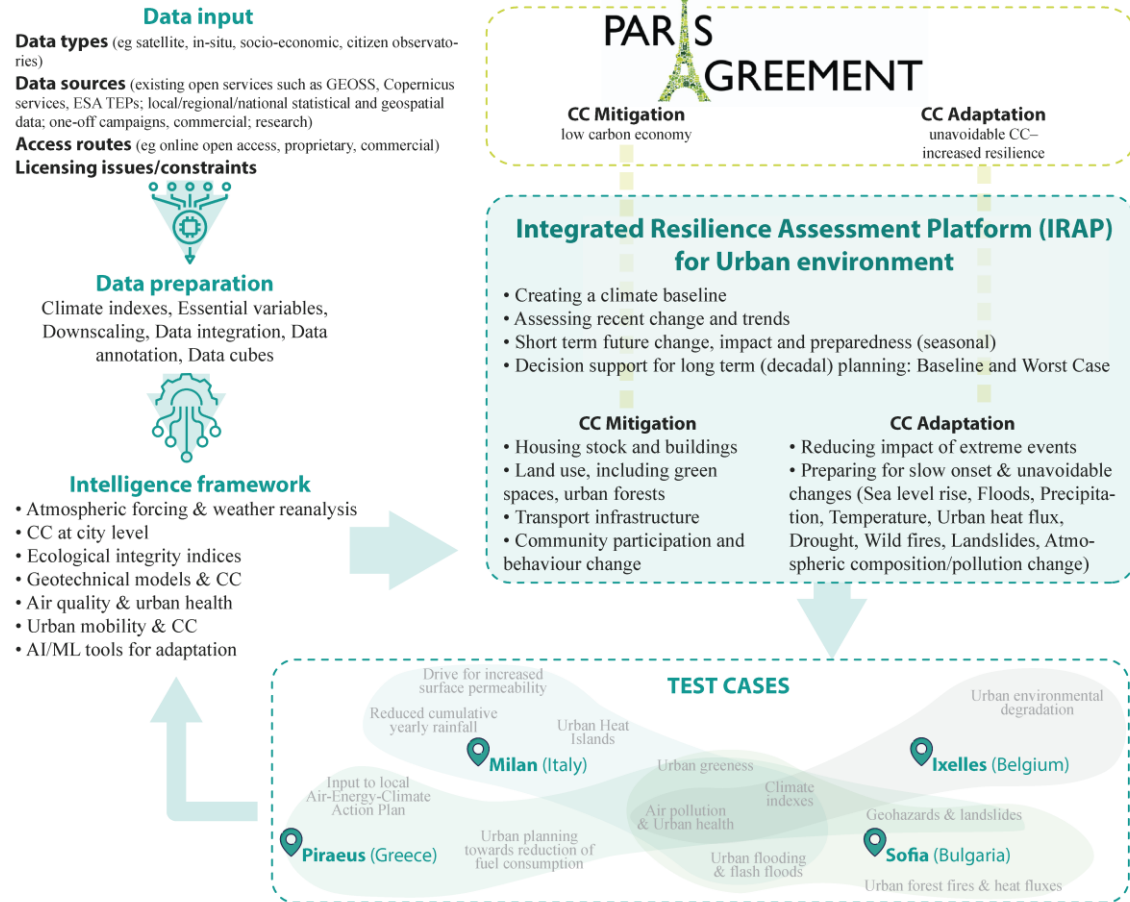 Data input
Data types (eg satellite, in-situ, socio-economic, citizen observato-
ries)
Data sources (existing open services such as GEOSS, Copernicus
services, ESA TEPs; local/regional/national statistical and geospatial
data; one-off campaigns, commercial; research)
Access routes (eg online open access, proprietary, commercial)
Licensing issues/constraints
Data preparation
Climate indexes, Essential variables,
Downscaling, Data integration, Data
annotation, Data cubes
Intelligence framework
• Atmospheric forcing & weather reanalysis
• CC at city level
• Ecological integrity indices
• Geotechnical models & CC
• Air quality & urban health
• Urban mobility & CC
• AI/ML tools for adaptation
PARIS
AGREEMENT
CC Mitigation
low carbon economy
CC Adaptation
unavoidable CC–
increased resilience
Integrated Resilience Assessment Platform (IRAP)
for Urban environment
• Creating a climate baseline
• Assessing recent change and trends
• Short term future change, impact and preparedness (seasonal)
• Decision support for long term (decadal) planning: Baseline and Worst Case
CC Mitigation
• Housing stock and buildings
• Land use, including green
spaces, urban forests
• Transport infrastructure
• Community participation and
behaviour change
CC Adaptation
• Reducing impact of extreme events
• Preparing for slow onset & unavoidable
changes (Sea level rise, Floods, Precipita-
tion, Temperature, Urban heat flux,
Drought, Wild fires, Landslides, Atmo-
spheric composition/pollution change)
TEST CASES
Drive for increased
surface permeability
Reduced cumulative
yearly rainfall
Urban Heat
Islands
Milan (Italy)
Urban environmental
degradation
Ixelles (Belgium)
Urban greeness
Climate
indexes
Input to local
Air-Energy-Climate
Action Plan
Air pollution
& Urban health
Geohazards & landslides
Piraeus (Greece)
Urban planning
towards reduction of
fuel consumption
Urban flooding
& flash floods
Sofia (Bulgaria)
Urban forest fires & heat fluxes